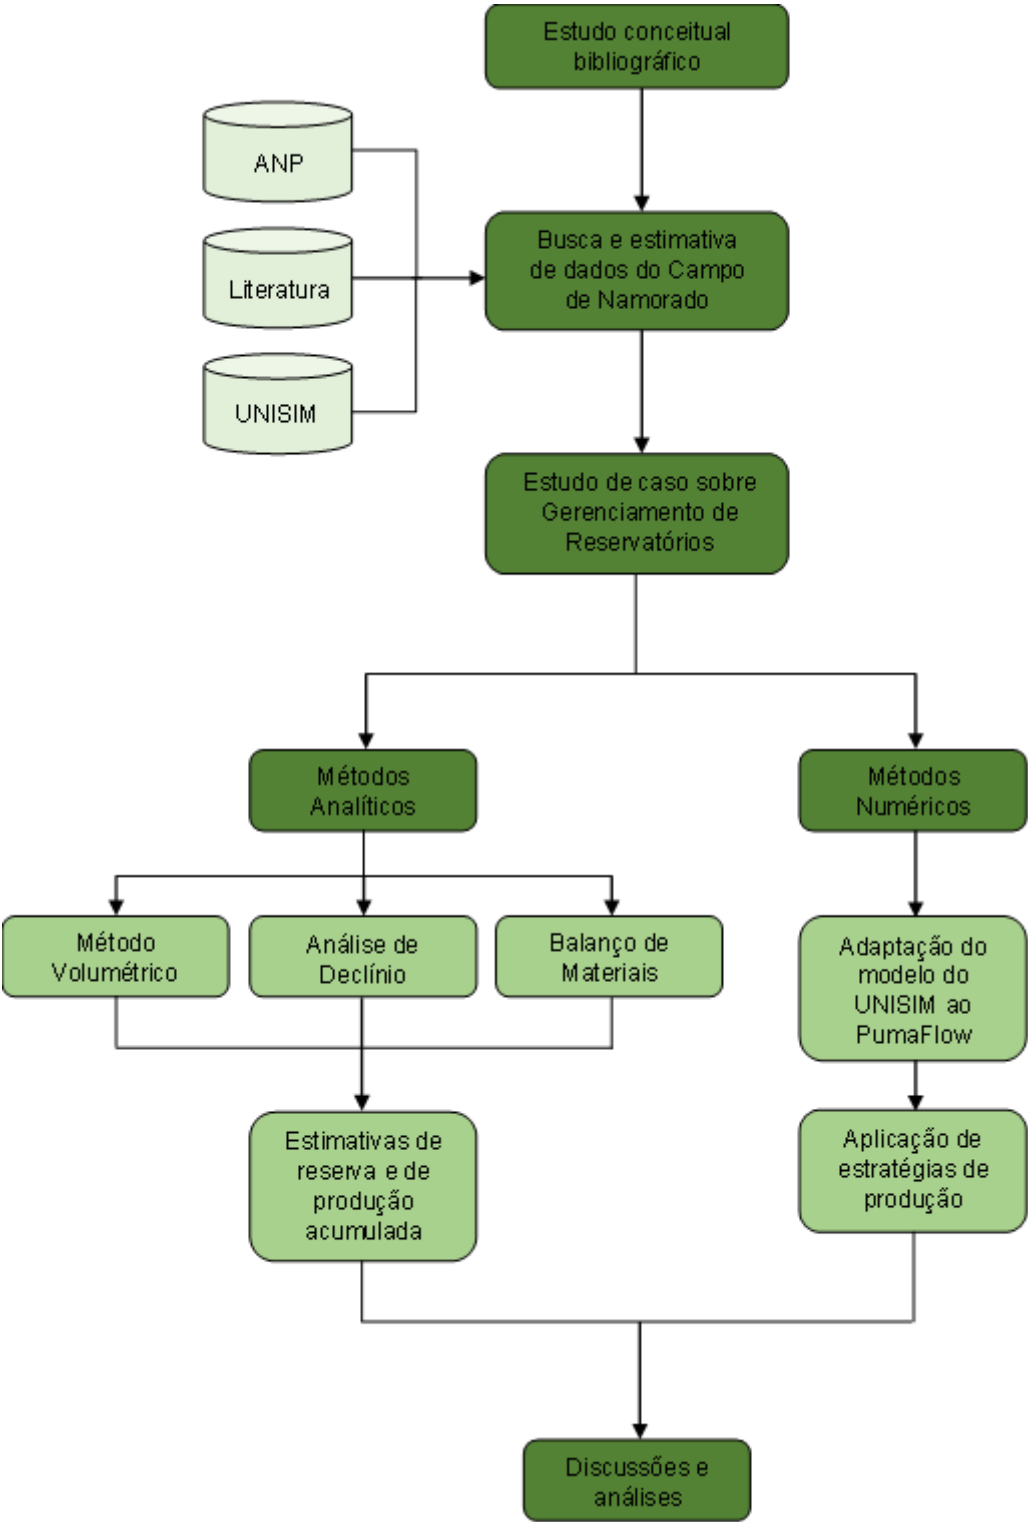 Estudo conceitual
bibliográfico
ANP
Literatura
UNISIM
Busca e estimativa
de dados do Campo
de Namorado
Estudo de caso sobre
Gerenciamento de
Reservatórios
Métodos
Analíticos
Métodos
Numéricos
Método
Volumétrico
Análise de
Declínio
Balanço de
Materiais
Adaptação do
modelo do
UNISIM ao
PumaFlow
Estimativas de
reserva e de
produção
acumulada
Aplicação de
estratégias de
produção
Discussões e
análises